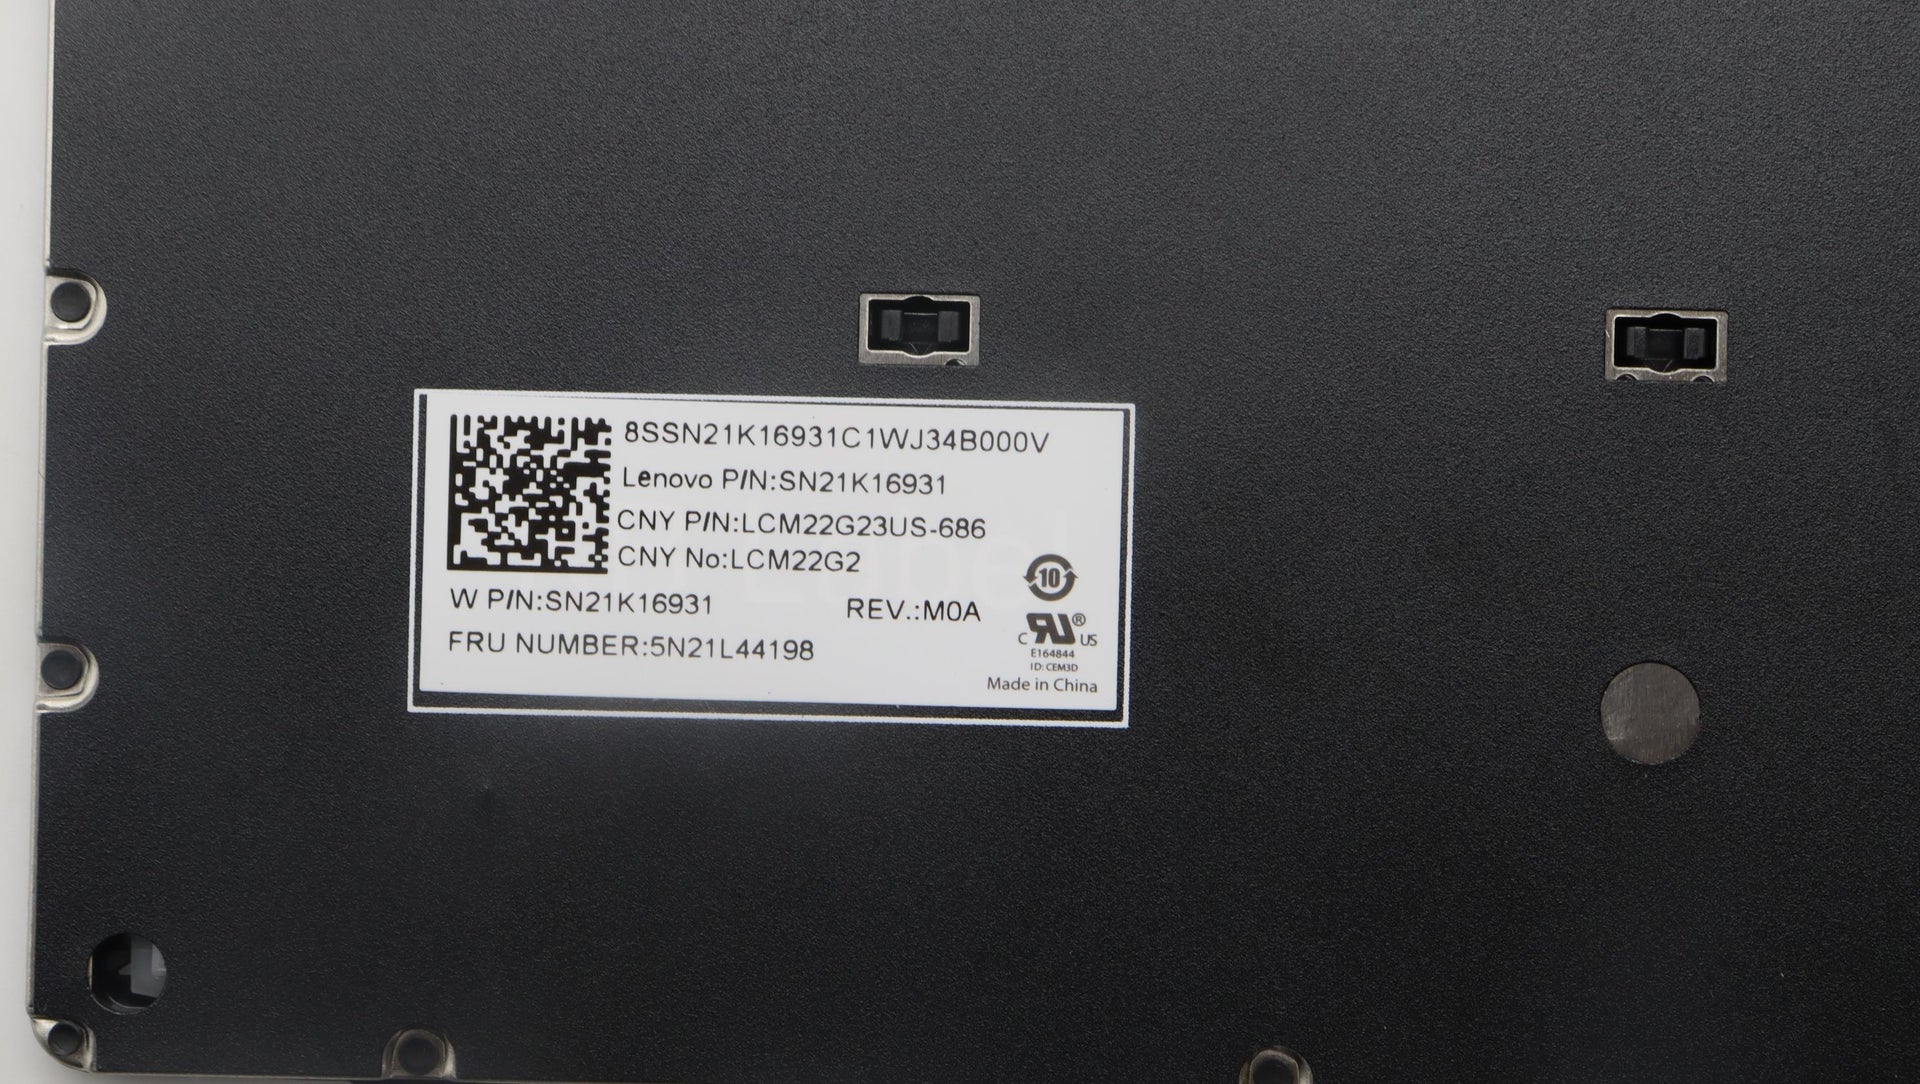 8SSN21K16931C1WJ34B000V
Lenovo P/N:SN21K16931
CNY P/N:LCM22G23US-686
CNY No:LCM22G2
W P/N:SN21K16931 REV.:M0A
FRU NUMBER:5N21L44198
10
c RU® US
E164844
ID: CEM3D
Made in China